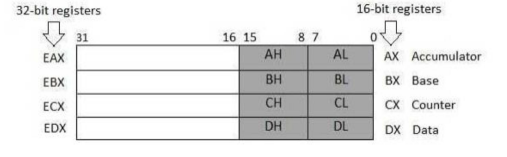 32-bit registers 16-bit registers
31 16 15 8 7 0
EAX AH AL AX Accumulator
EBX BH BL BX Base
ECX CH CL CX Counter
EDX DH DL DX Data